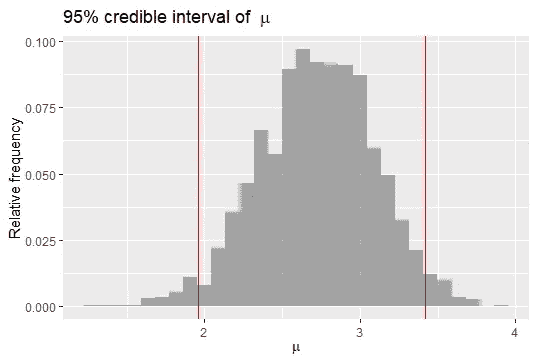 95% credible interval of μ
0.100
0.075
0.050
0.025
0.000
Relative frequency
2 3 4
μ